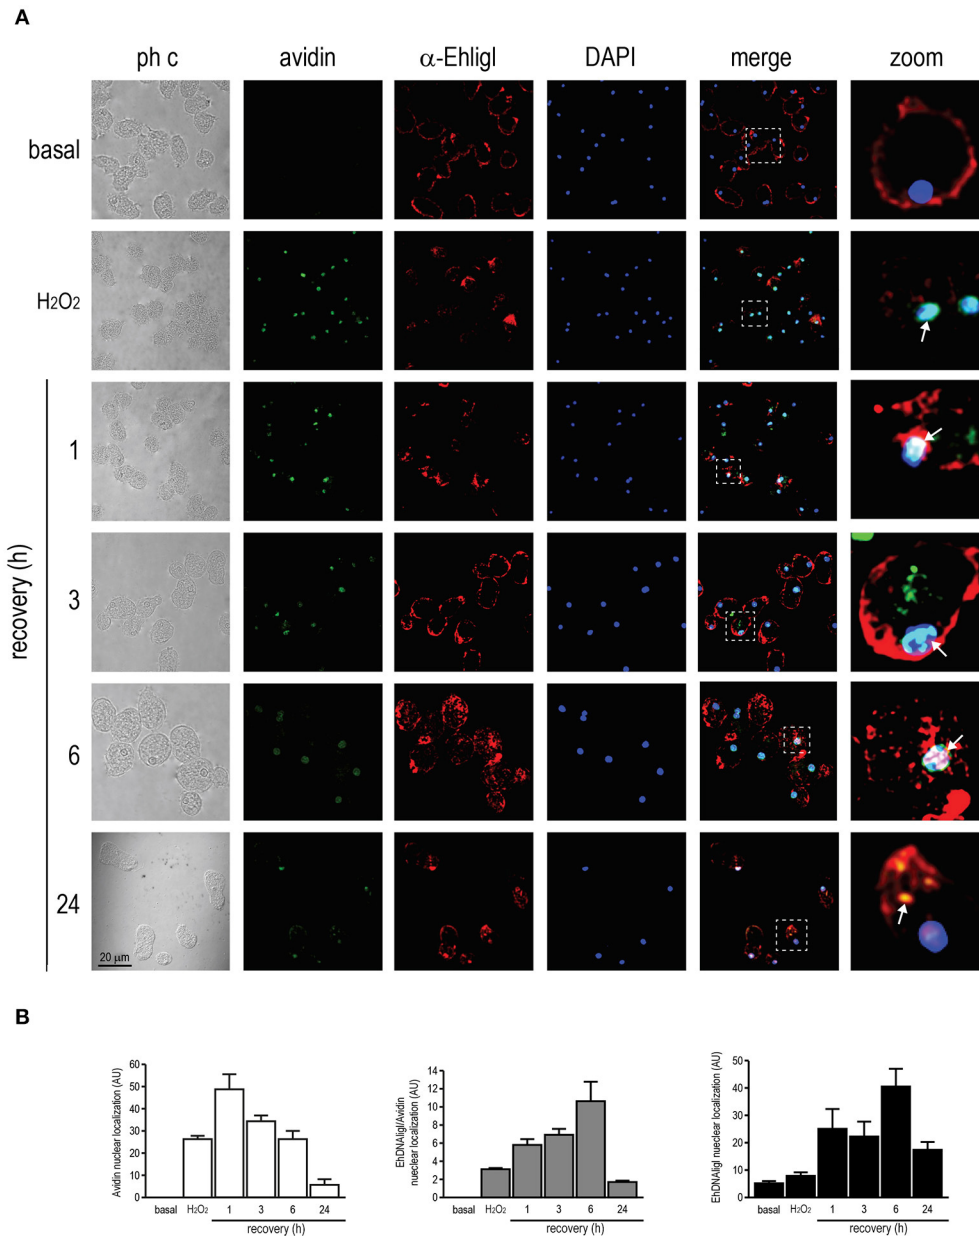 A
ph c avidin α-EhligI DAPI merge zoom
basal
H2O2
recovery (h)
1
3
6
24
20 μm
B
Avidin nuclear localization (AU)
60
50
40
30
20
10
0
basal H2O2 1 3 6 24
recovery (h)
EhDNAligI/Avidin
nueclear localization (AU)
14
12
10
8
6
4
2
0
basal H2O2 1 3 6 24
recovery (h)
EhDNAligI nueclear localization (AU)
50
40
30
20
10
0
basal H2O2 1 3 6 24
recovery (h)